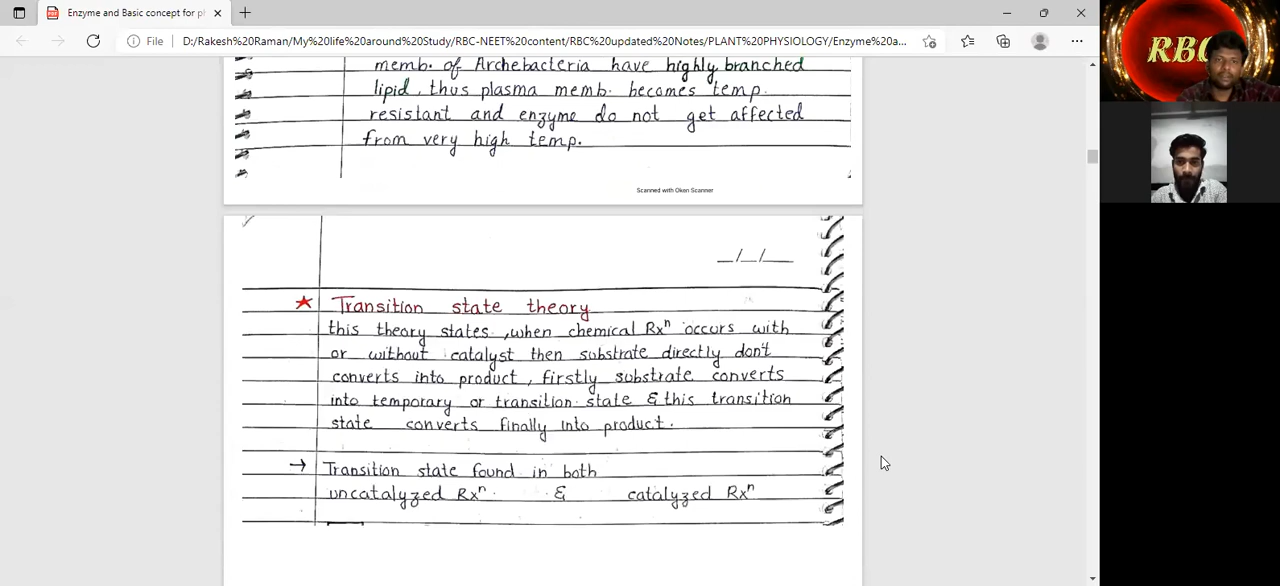 Enzyme and Basic concept for pl
File
D:/Rakesh%20Raman/My%20life%20around%20Study/RBC-NEET%20content/RBC%20updated%20Notes/PLANT%20PHYSIOLOGY/Enzyme%20a...
RBC
memb. of Archebacteria have highly branched
lipid, thus plasma memb. becomes temp.
resistant and enzyme do not get affected
from very high temp.
Scanned with Oken Scanner
_/_/_
★ Transition state theory
this theory states, when chemical Rxⁿ occurs with
or without catalyst then substrate directly don't
converts into product, firstly substrate converts
into temporary or transition state & this transition
state converts finally into product.
→ Transition state found in both
uncatalyzed Rxⁿ & catalyzed Rxⁿ